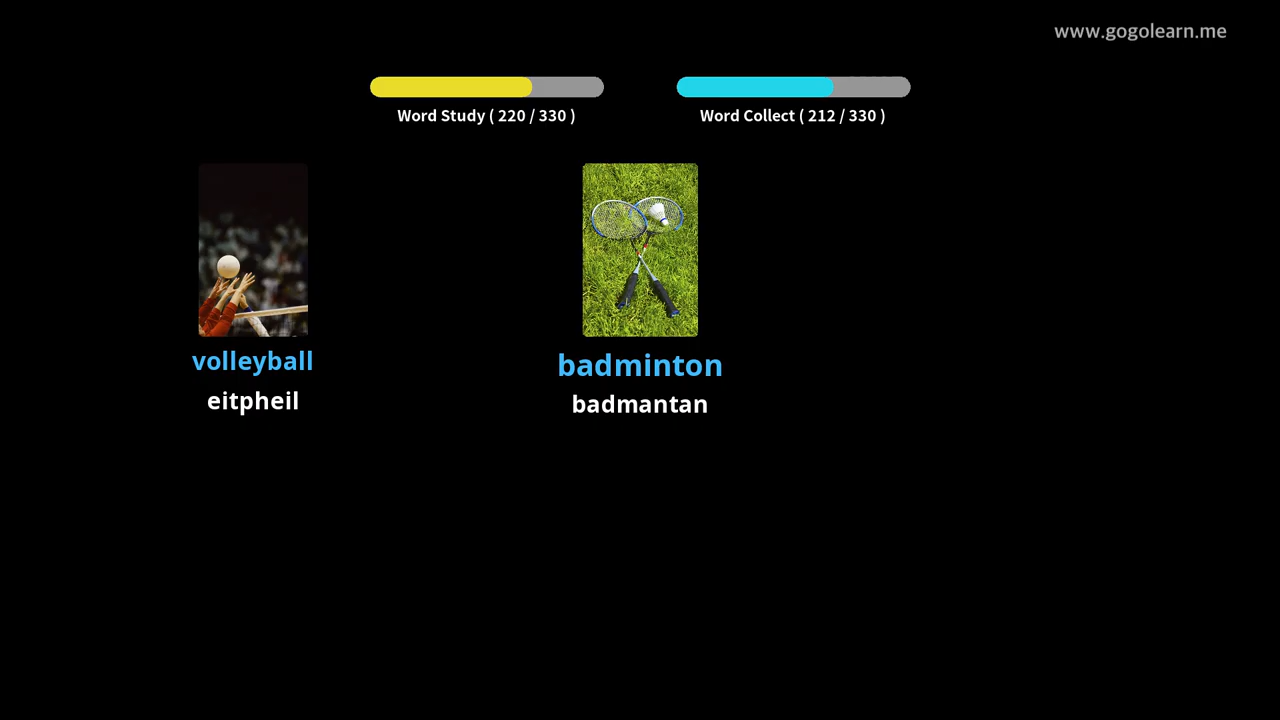 www.gogolearn.me
Word Study ( 220 / 330 )
Word Collect ( 212 / 330 )
volleyball
eitpheil
badminton
badmantan